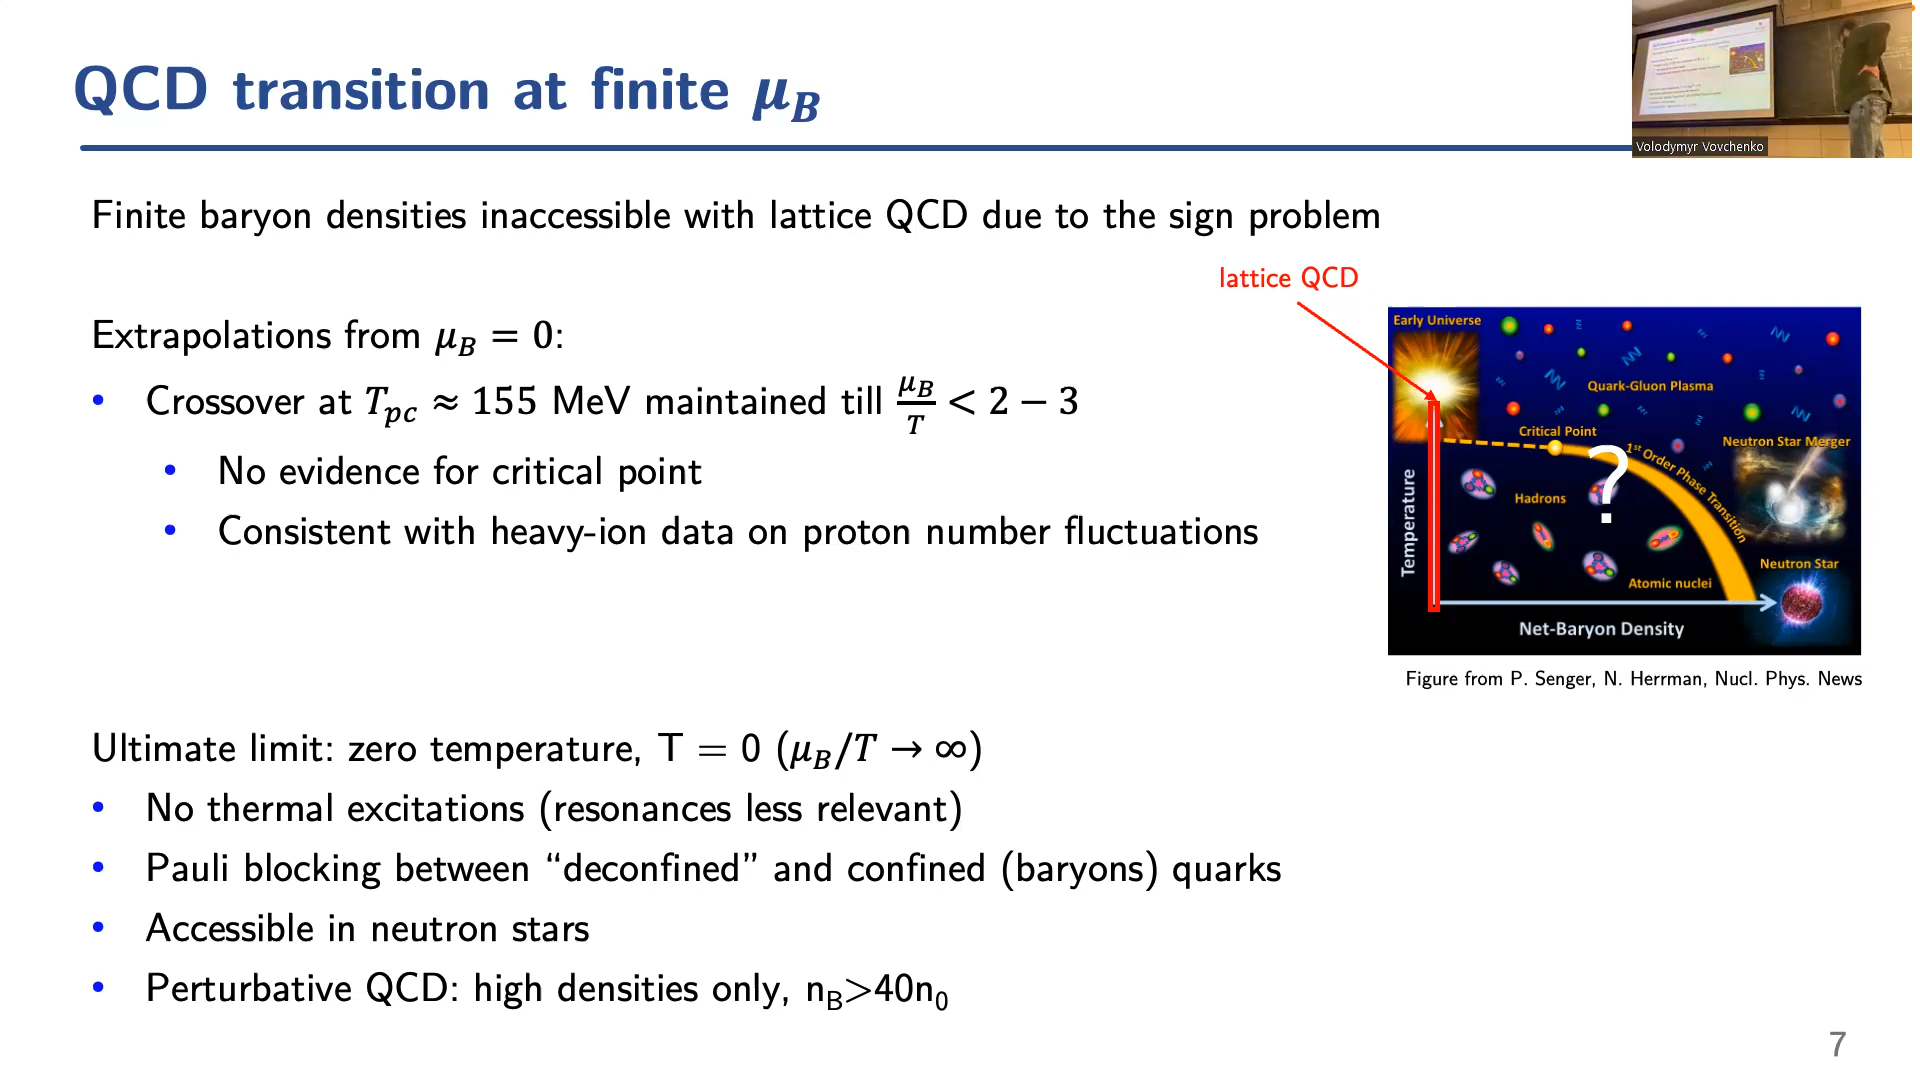 QCD transition at finite μ_B
Volodymyr Vovchenko
Finite baryon densities inaccessible with lattice QCD due to the sign problem
lattice QCD
Extrapolations from μ_B = 0:
• Crossover at T_pc ≈ 155 MeV maintained till μ_B/T < 2 − 3
• No evidence for critical point
• Consistent with heavy-ion data on proton number fluctuations
Early Universe
Quark-Gluon Plasma
Critical Point
1st Order Phase Transition
Neutron Star Merger
?
Temperature
Hadrons
Neutron Star
Atomic nuclei
Net-Baryon Density
Figure from P. Senger, N. Herrman, Nucl. Phys. News
Ultimate limit: zero temperature, T = 0 (μ_B/T → ∞)
• No thermal excitations (resonances less relevant)
• Pauli blocking between “deconfined” and confined (baryons) quarks
• Accessible in neutron stars
• Perturbative QCD: high densities only, n_B>40n_0
7